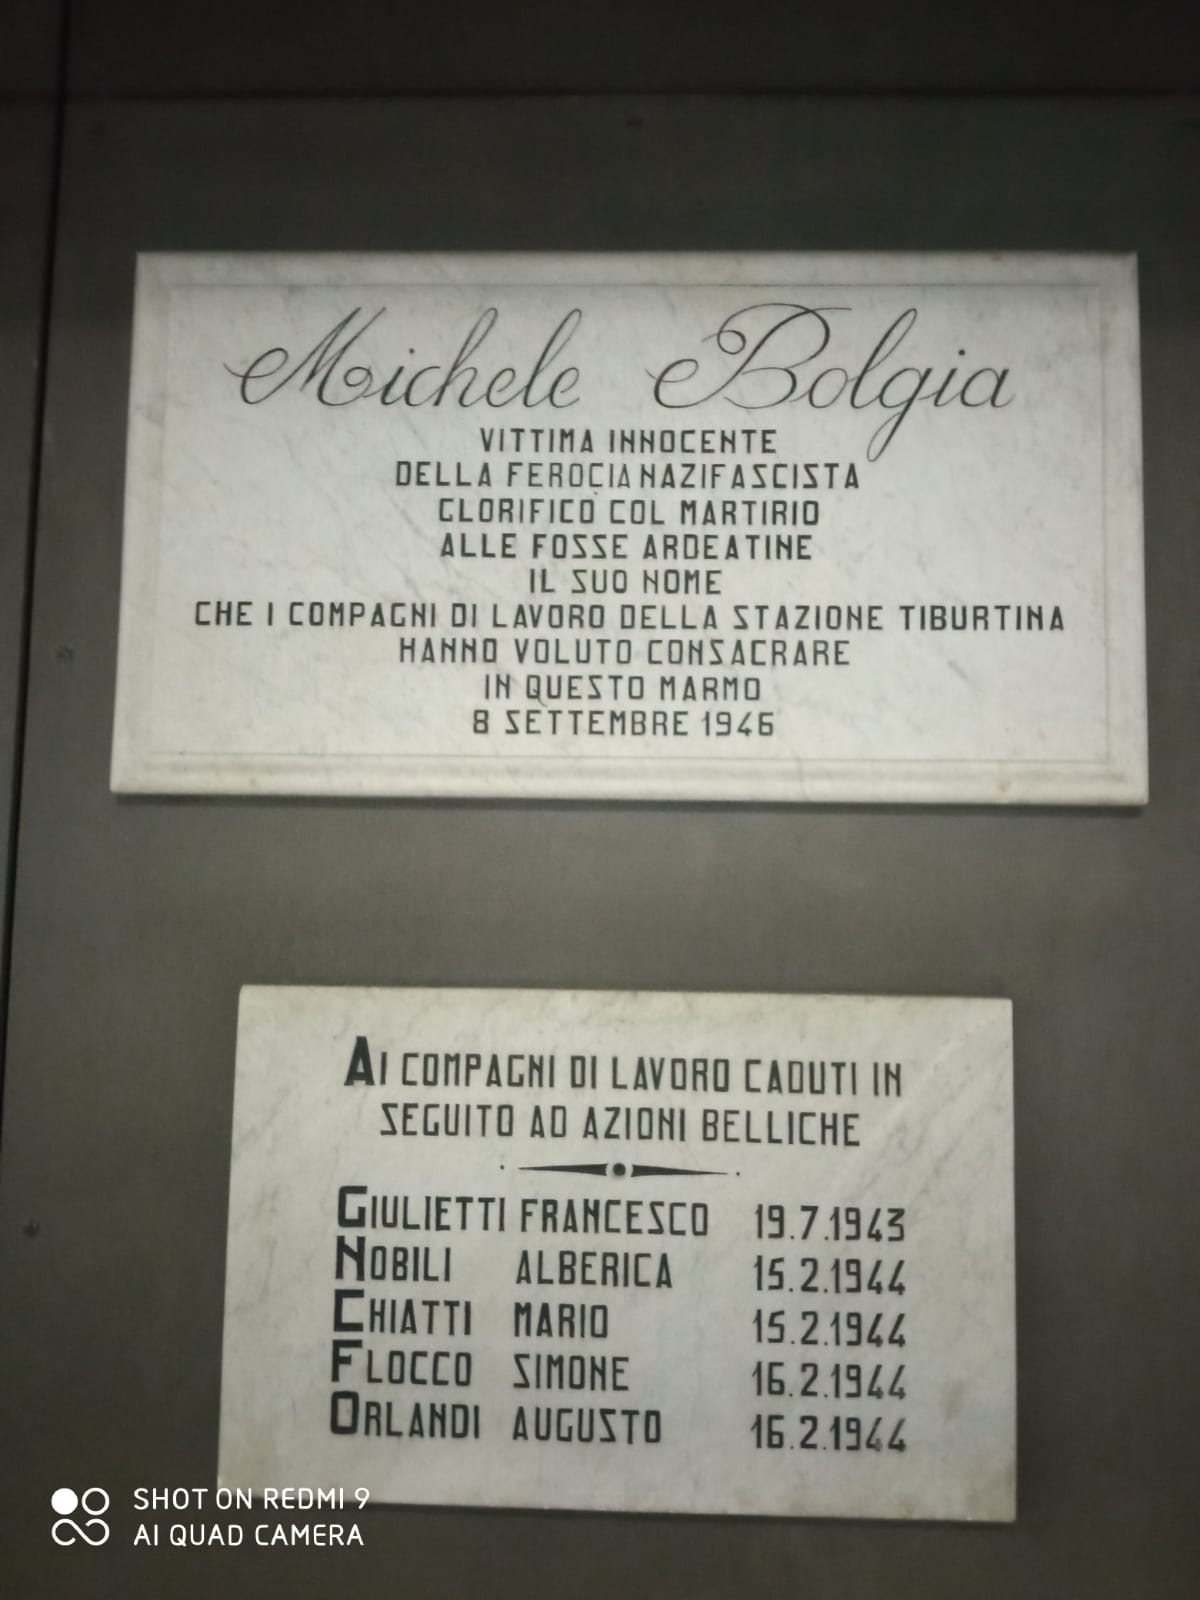 Michele Bolgia
VITTIMA INNOCENTE
DELLA FEROCIA NAZIFASCISTA
GLORIFICÒ COL MARTIRIO
ALLE FOSSE ARDEATINE
IL SUO NOME
CHE I COMPAGNI DI LAVORO DELLA STAZIONE TIBURTINA
HANNO VOLUTO CONSACRARE
IN QUESTO MARMO
8 SETTEMBRE 1946
AI COMPAGNI DI LAVORO CADUTI IN
SEGUITO AD AZIONI BELLICHE
GIULIETTI FRANCESCO 19.7.1943
NOBILI ALBERICA 15.2.1944
CHIATTI MARIO 15.2.1944
FLOCCO SIMONE 16.2.1944
ORLANDI AUGUSTO 16.2.1944
SHOT ON REDMI 9
AI QUAD CAMERA